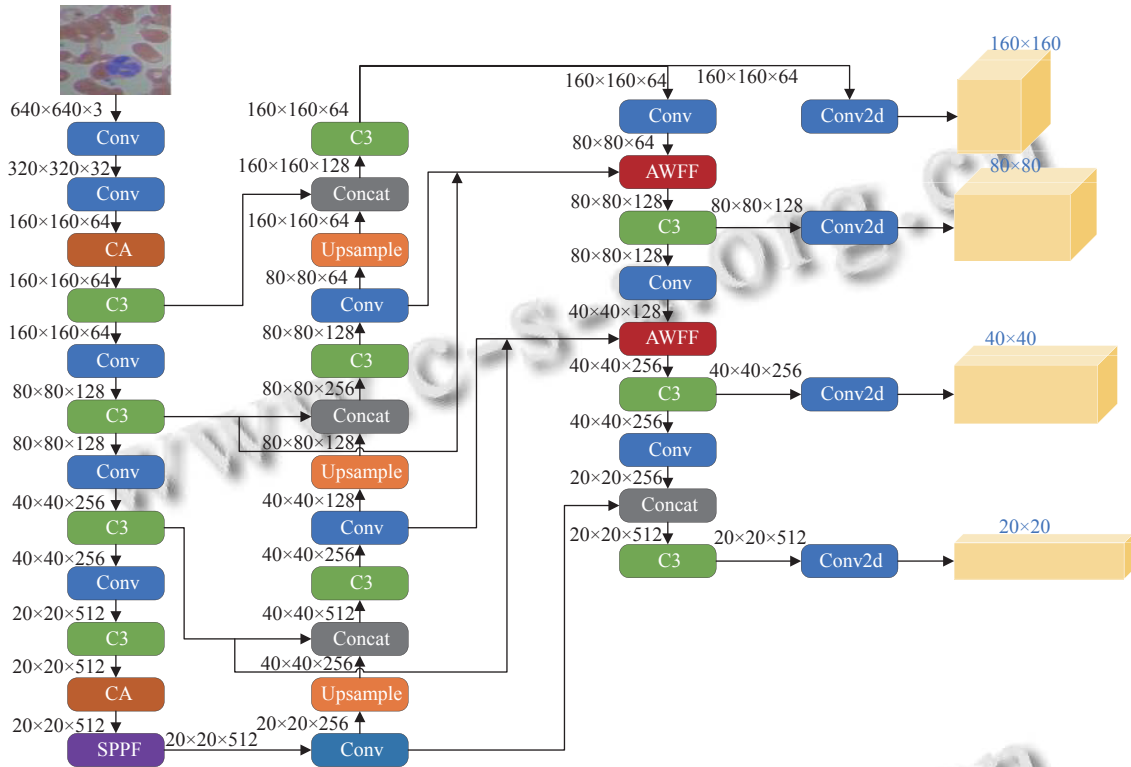 640×640×3
Conv
320×320×32
Conv
160×160×64
CA
160×160×64
C3
160×160×64
Conv
80×80×128
C3
80×80×128
Conv
40×40×256
C3
40×40×256
Conv
20×20×512
C3
20×20×512
CA
20×20×512
SPPF
20×20×512
160×160×64
C3
160×160×128
Concat
160×160×64
Upsample
80×80×64
Conv
80×80×128
C3
80×80×256
Concat
80×80×128
Upsample
40×40×128
Conv
40×40×256
C3
40×40×512
Concat
40×40×256
Upsample
20×20×256
Conv
160×160×64
Conv
80×80×64
AWFF
80×80×128
C3
80×80×128
Conv
40×40×128
AWFF
40×40×256
C3
40×40×256
Conv
20×20×256
Concat
20×20×512
C3
160×160×64
Conv2d
160×160
80×80×128
Conv2d
80×80
40×40×256
Conv2d
40×40
20×20×512
Conv2d
20×20